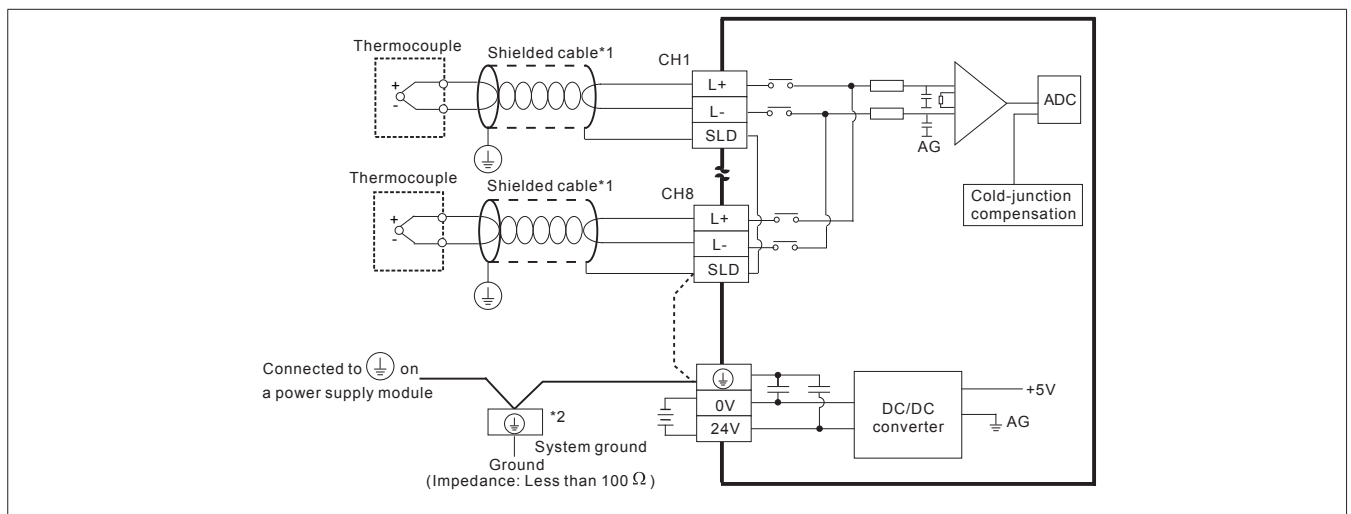 Thermocouple
Shielded cable*1
CH1
+
-
L+
L-
SLD
AG
ADC
Cold-junction
compensation
Thermocouple
Shielded cable*1
CH8
+
-
L+
L-
SLD
Connected to on
a power supply module
*2
System ground
Ground
(Impedance: Less than 100 Ω)
0V
24V
DC/DC
converter
+5V
AG